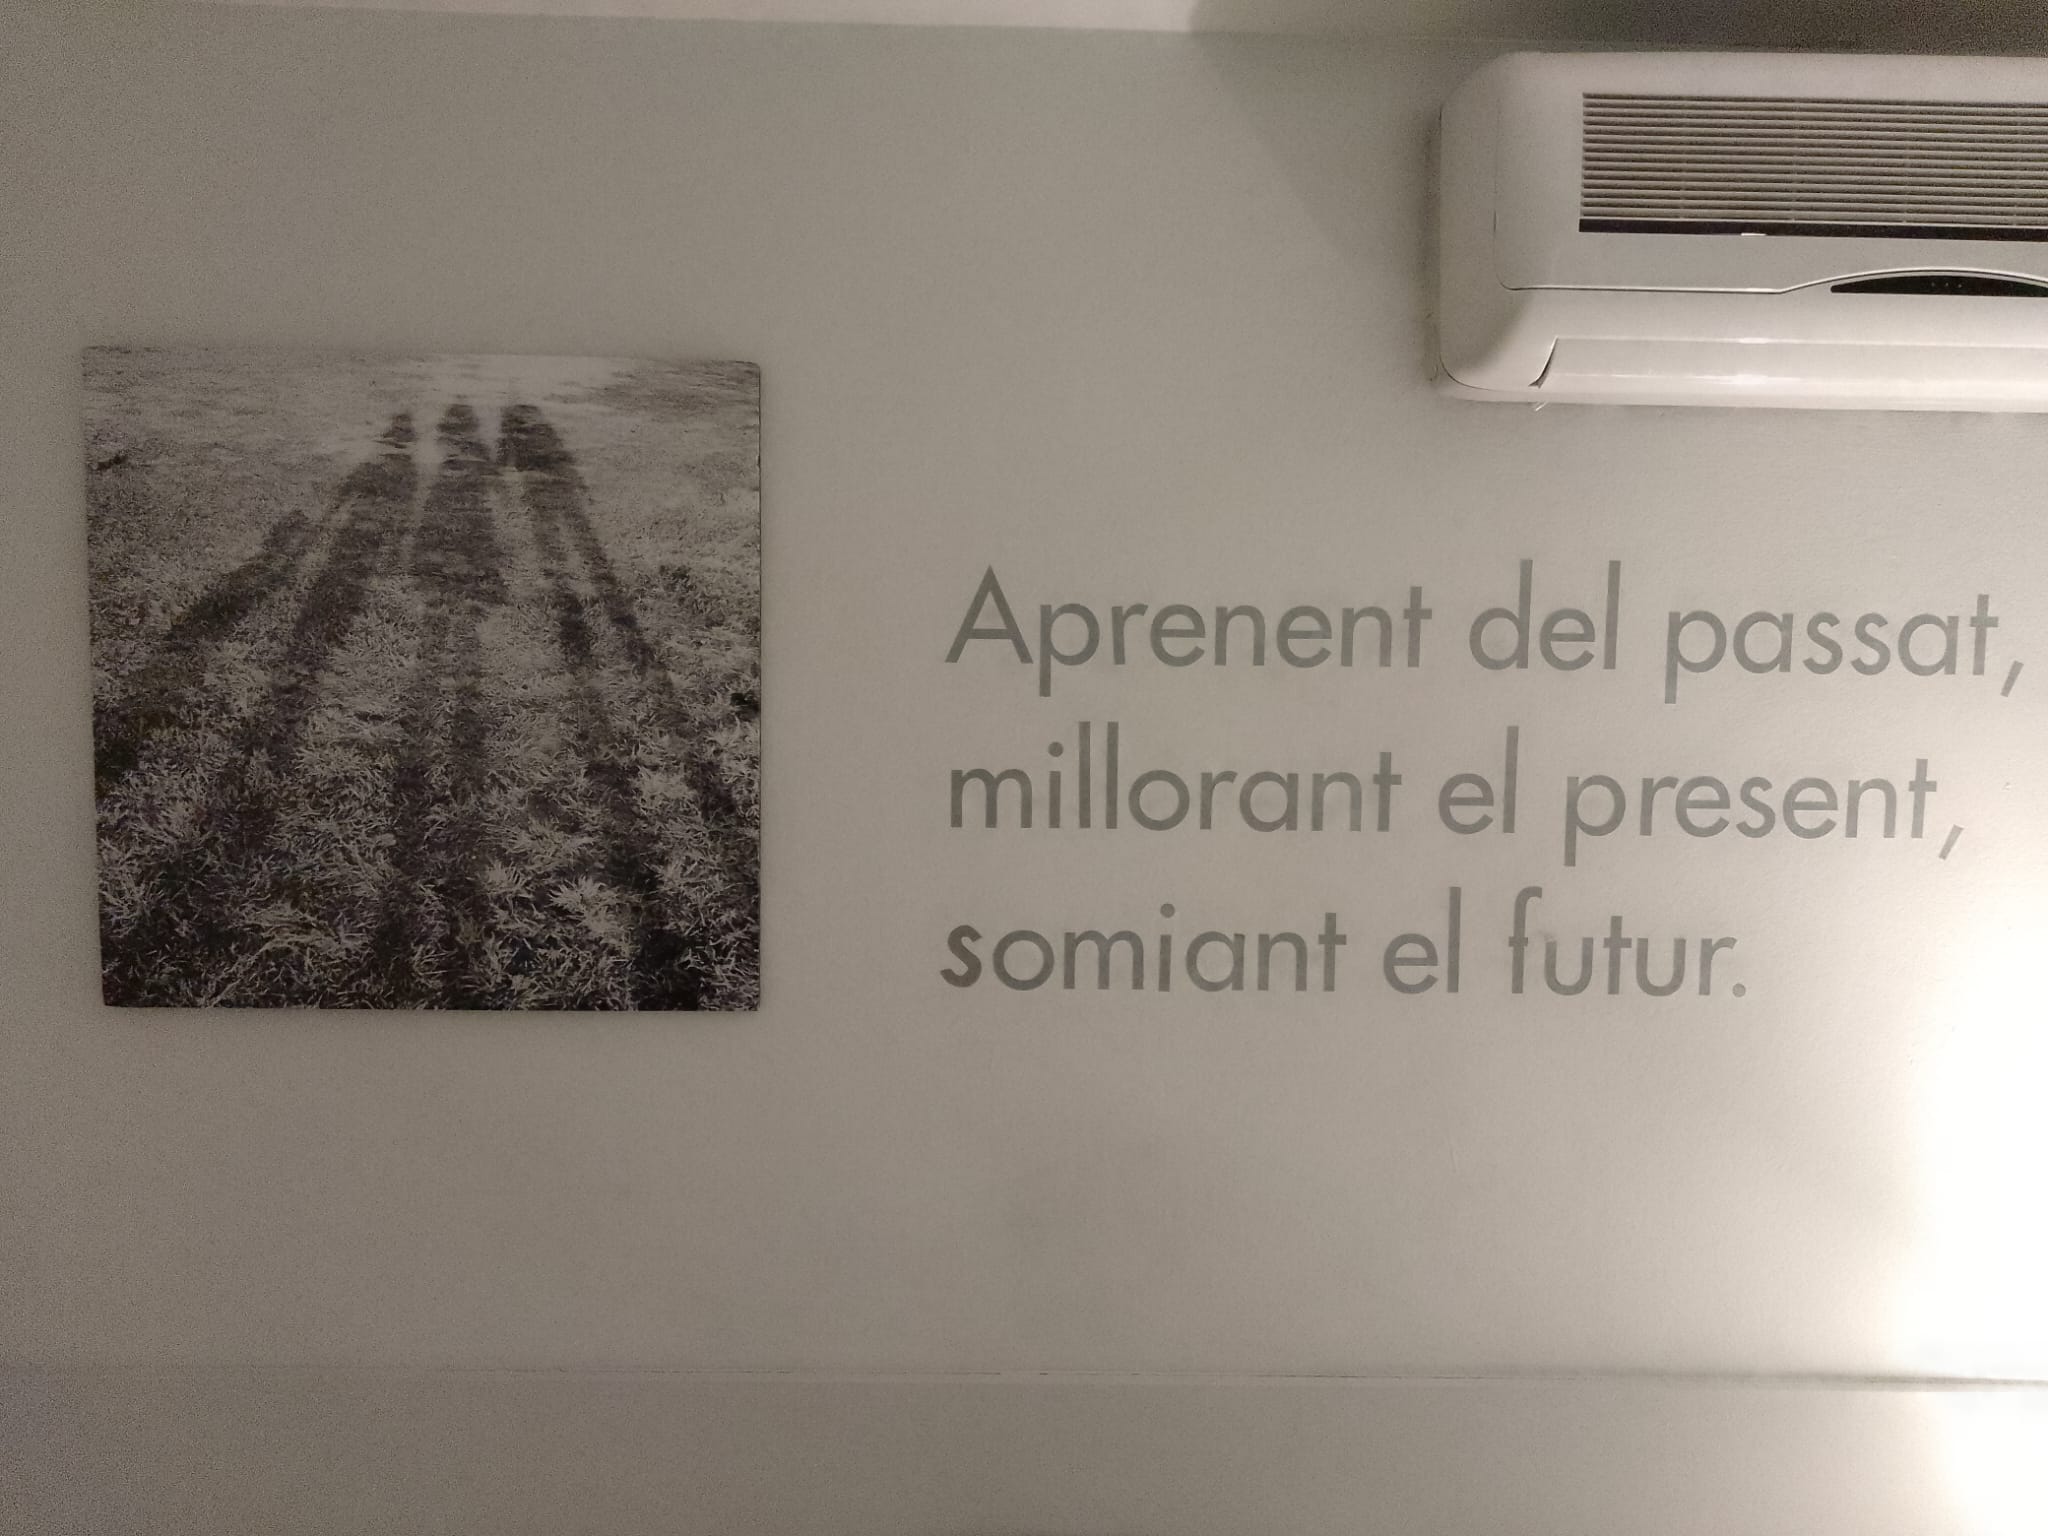 Aprenent del passat,
millorant el present,
somiant el futur.